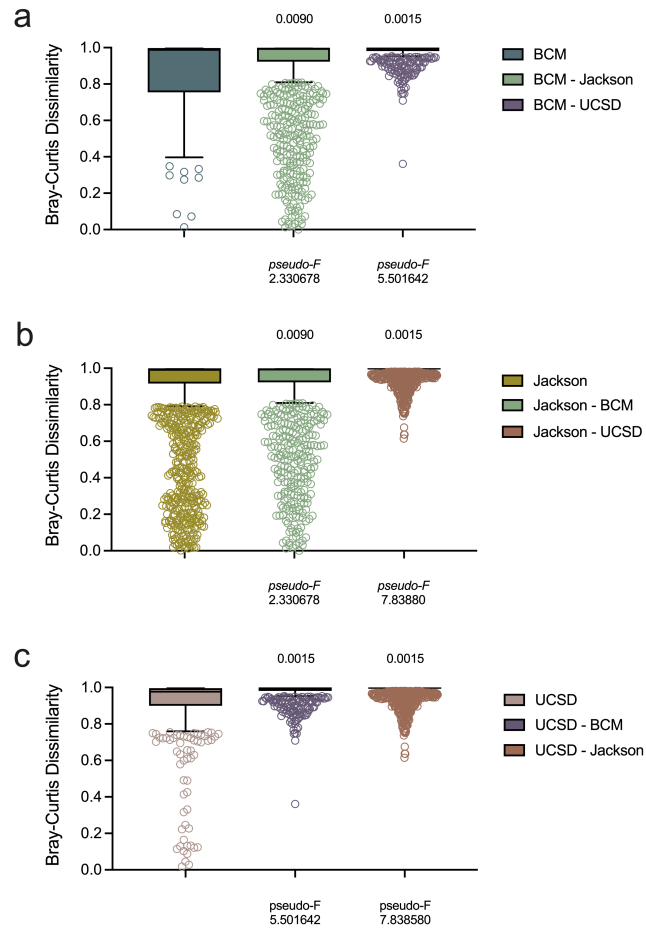 a
0.0090 0.0015
Bray-Curtis Dissimilarity
1.0
0.8
0.6
0.4
0.2
0.0
BCM
BCM - Jackson
BCM - UCSD
pseudo-F pseudo-F
2.330678 5.501642
b
0.0090 0.0015
Bray-Curtis Dissimilarity
1.0
0.8
0.6
0.4
0.2
0.0
Jackson
Jackson - BCM
Jackson - UCSD
pseudo-F pseudo-F
2.330678 7.83880
c
0.0015 0.0015
Bray-Curtis Dissimilarity
1.0
0.8
0.6
0.4
0.2
0.0
UCSD
UCSD - BCM
UCSD - Jackson
pseudo-F pseudo-F
5.501642 7.838580